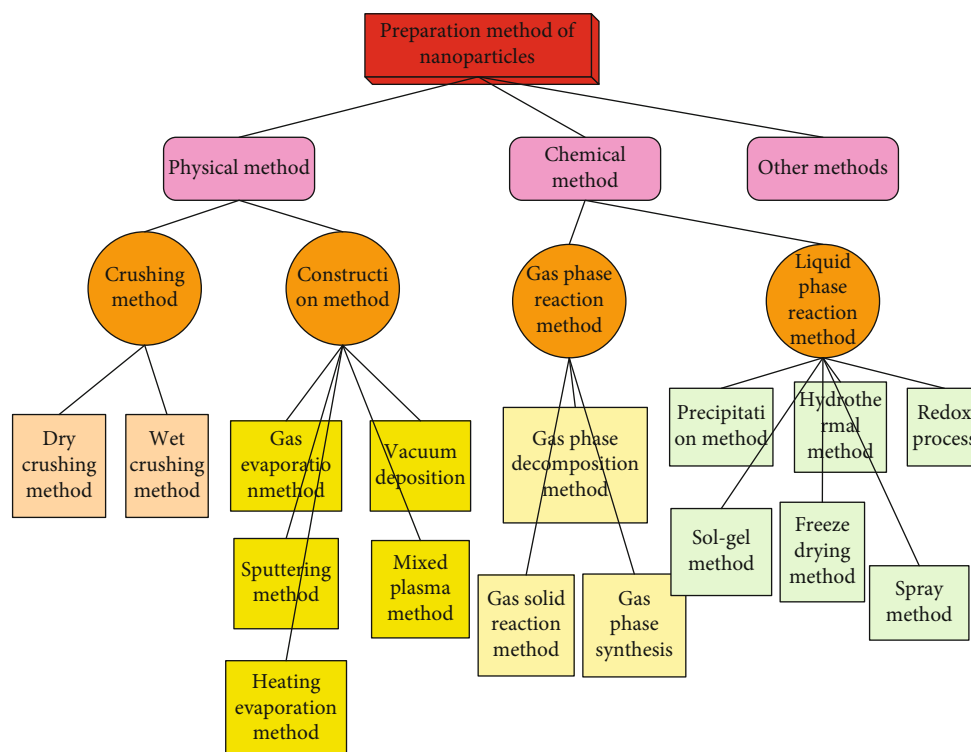 Preparation method of
nanoparticles
Physical method
Chemical
method
Other methods
Crushing
method
Constructi
on method
Gas phase
reaction
method
Liquid
phase
reaction
method
Dry
crushing
method
Wet
crushing
method
Gas
evaporatio
nmethod
Vacuum
deposition
Sputtering
method
Mixed
plasma
method
Heating
evaporation
method
Gas phase
decomposition
method
Gas solid
reaction
method
Gas
phase
synthesis
Precipitati
on method
Hydrothe
rmal
method
Redox
process
Sol-gel
method
Freeze
drying
method
Spray
method